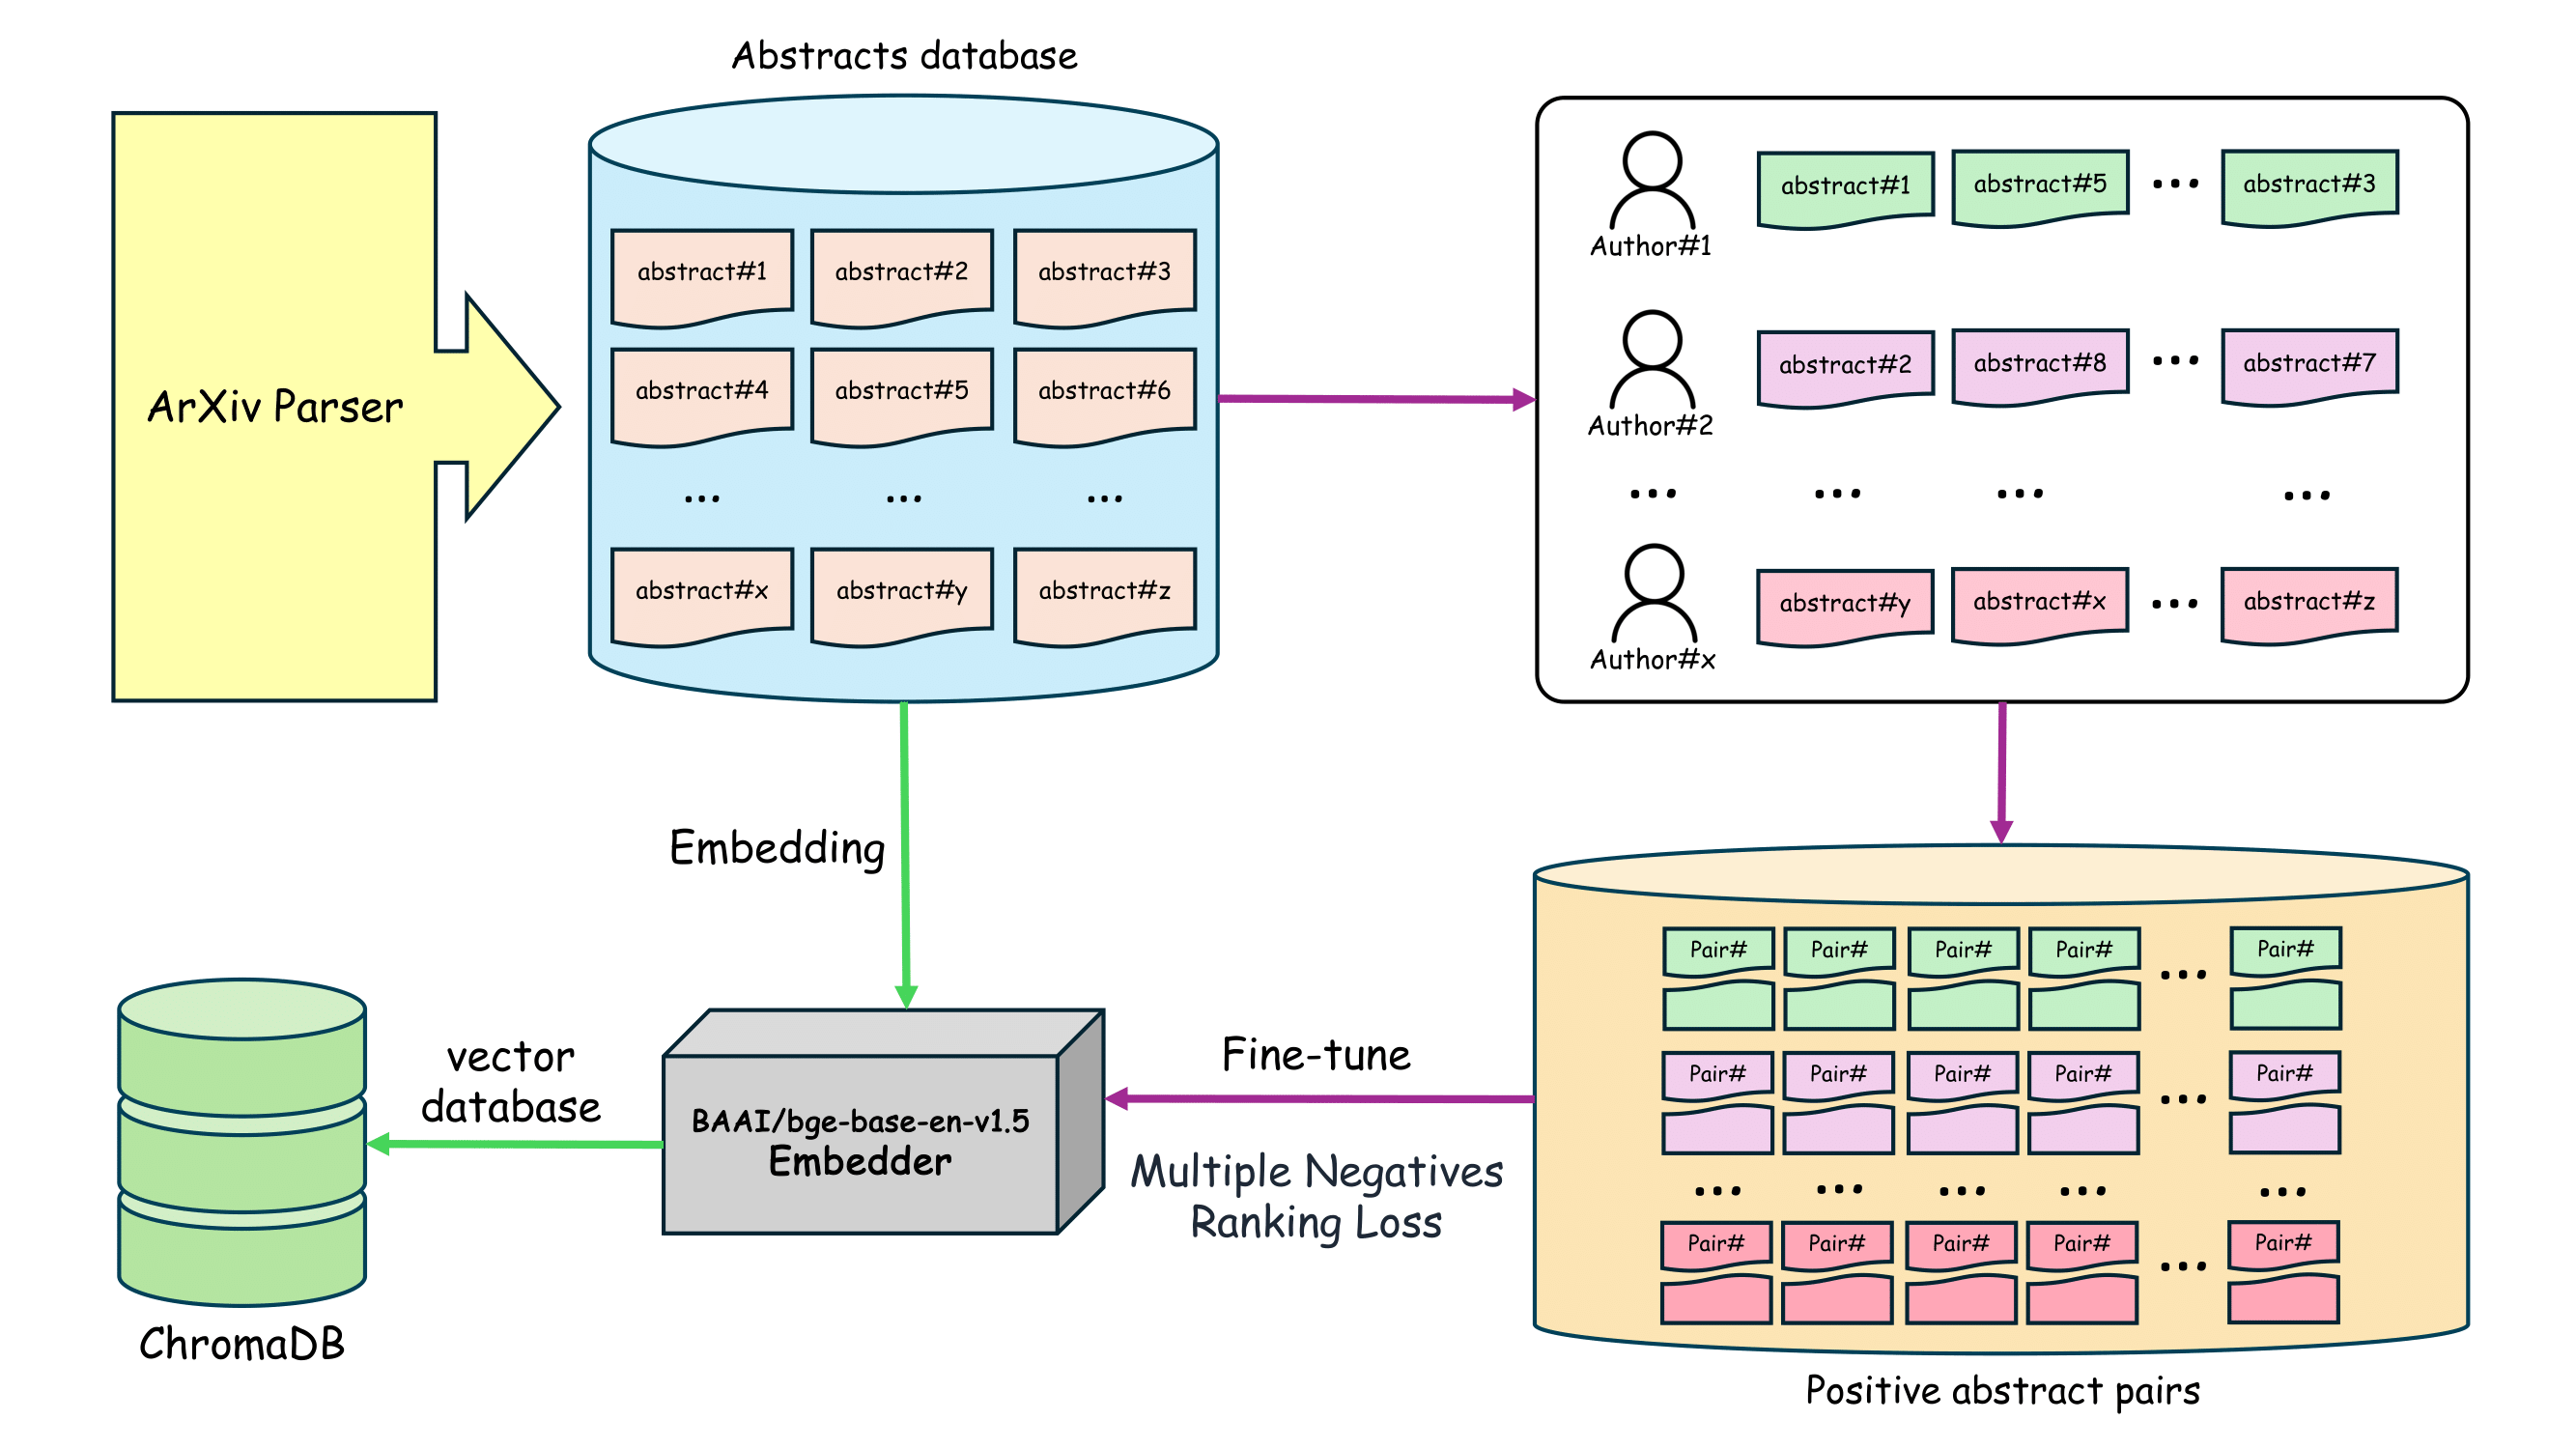 Abstracts database
ArXiv Parser
abstract#1 abstract#2 abstract#3
abstract#4 abstract#5 abstract#6
... ... ...
abstract#x abstract#y abstract#z
abstract#1 abstract#5 ... abstract#3
Author#1
abstract#2 abstract#8 ... abstract#7
Author#2
... ... ... ...
abstract#y abstract#x ... abstract#z
Author#x
Embedding
Pair# Pair# Pair# Pair# ... Pair#
Pair# Pair# Pair# Pair# ... Pair#
... ... ... ... ...
Pair# Pair# Pair# Pair# ... Pair#
Positive abstract pairs
Fine-tune
Multiple Negatives
Ranking Loss
BAAI/bge-base-en-v1.5
Embedder
vector
database
ChromaDB